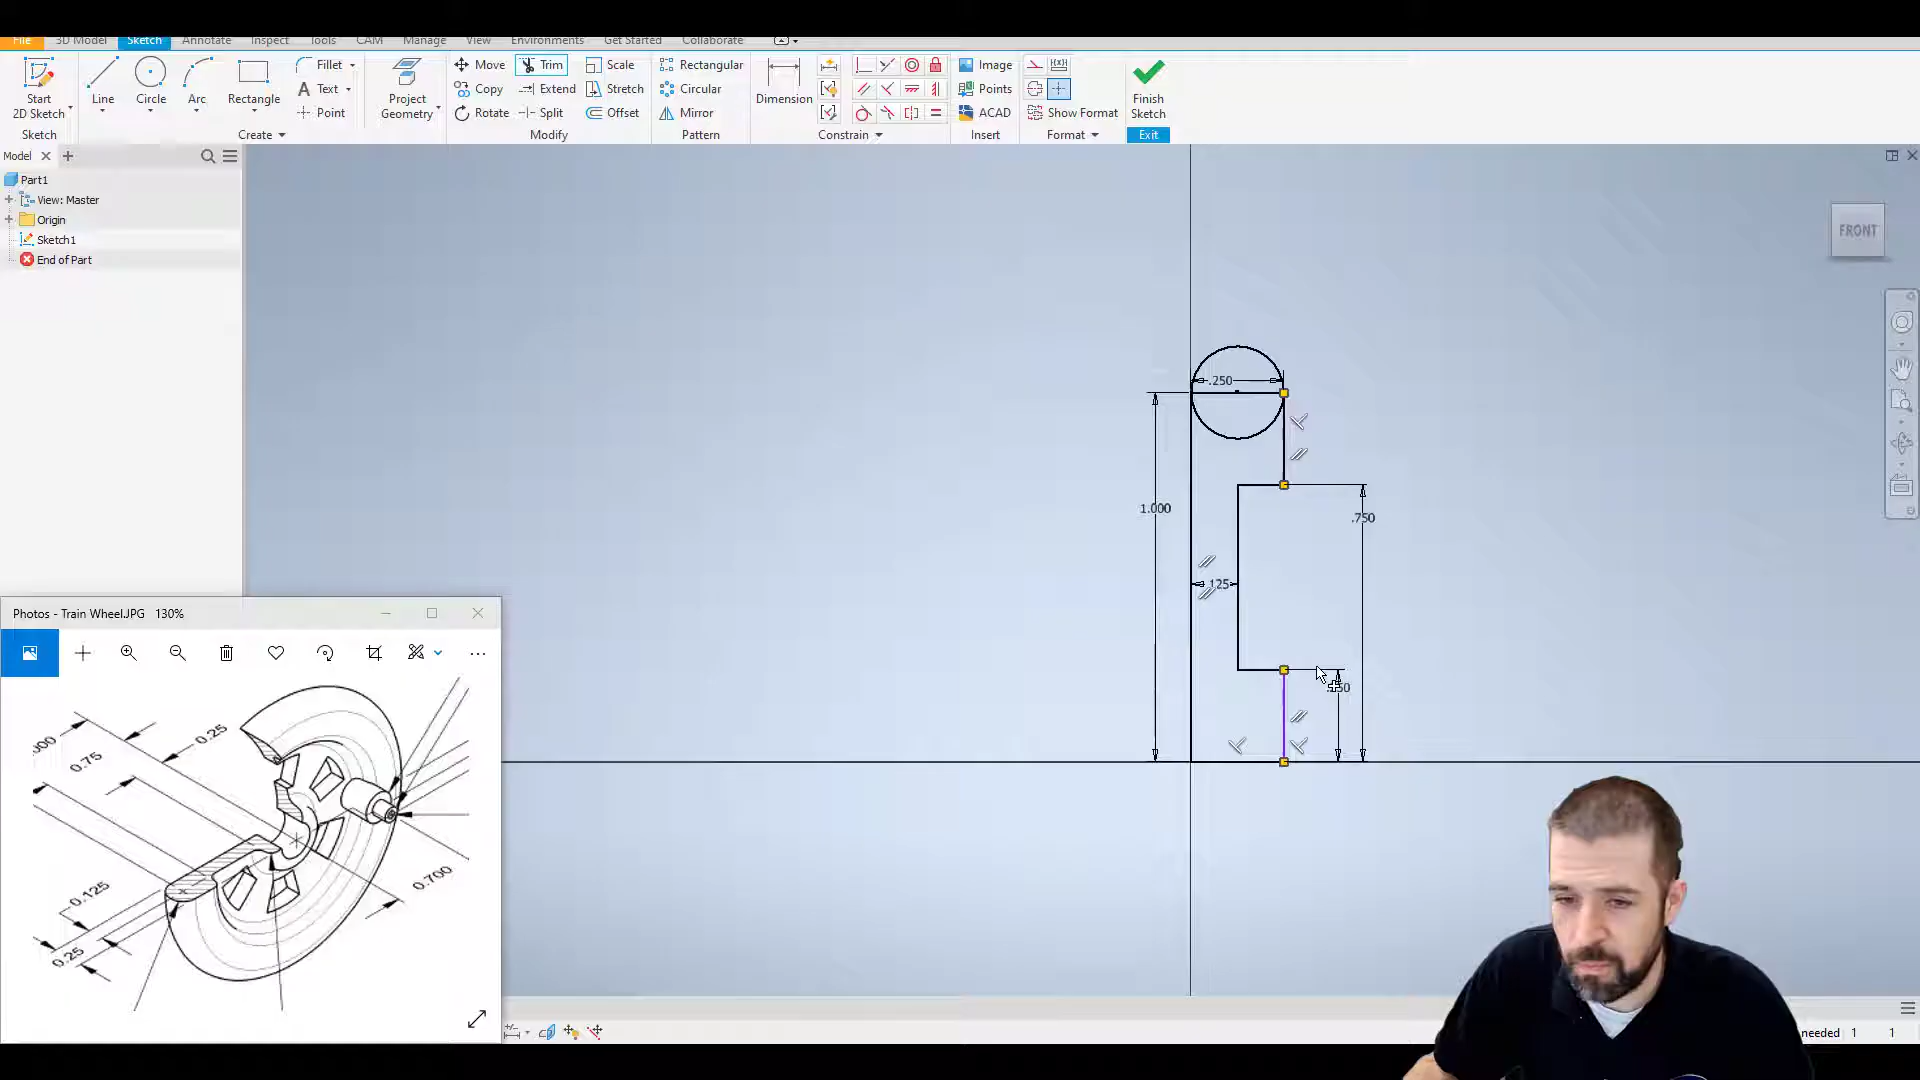 File 3D Model Sketch Annotate Inspect Tools CAM Manage View Environments Get Started Collaborate
Start 2D Sketch
Line
Circle
Arc
Rectangle
Fillet
Text
Point
Project Geometry
Move
Copy
Rotate
Trim
Extend
Split
Scale
Stretch
Offset
Rectangular
Circular
Mirror
Dimension
Image
Points
ACAD
Show Format
Finish Sketch
Sketch
Create
Modify
Pattern
Constrain
Insert
Format
Exit
Model
Part1
View: Master
Origin
Sketch1
End of Part
FRONT
.250
1.000
.750
.125
Photos - Train Wheel.JPG 130%
0.75
0.25
0.125
0.25
0.700
needed 1 1